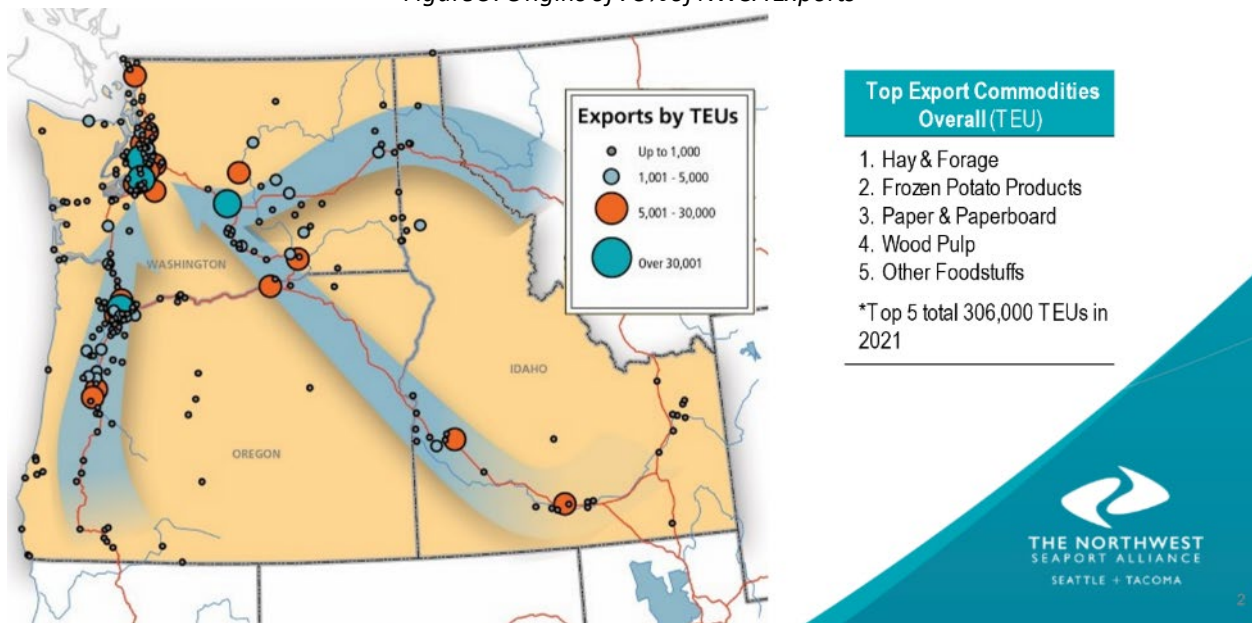 Exports by TEUs
Up to 1,000
1,001 - 5,000
5,001 - 30,000
Over 30,001
WASHINGTON
IDAHO
OREGON
Top Export Commodities
Overall (TEU)
1. Hay & Forage
2. Frozen Potato Products
3. Paper & Paperboard
4. Wood Pulp
5. Other Foodstuffs
*Top 5 total 306,000 TEUs in
2021
THE NORTHWEST
SEAPORT ALLIANCE
SEATTLE + TACOMA
2